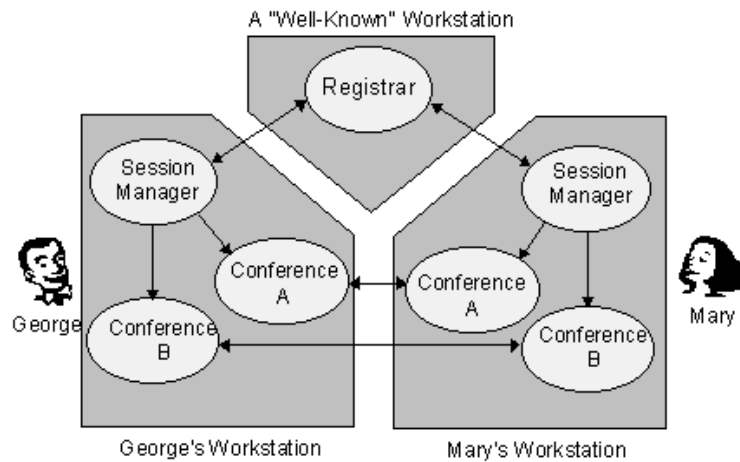 A "Well-Known" Workstation
Registrar
Session
Manager
Session
Manager
Conference
A
Conference
A
George
Conference
B
Conference
B
Mary
George's Workstation
Mary's Workstation